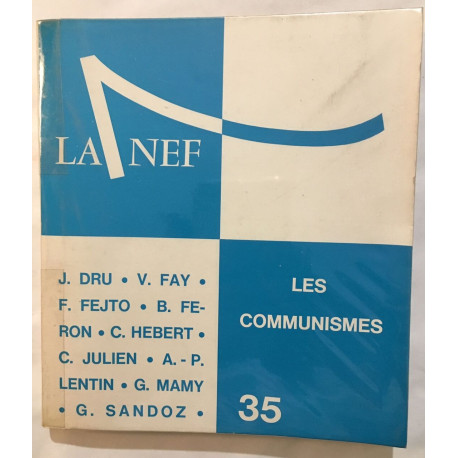 LA NEF
J. DRU • V. FAY •
F. FEJTO • B. FE-
RON • C. HEBERT •
C. JULIEN • A.-P.
LENTIN • G. MAMY
• G. SANDOZ •
LES
COMMUNISMES
35